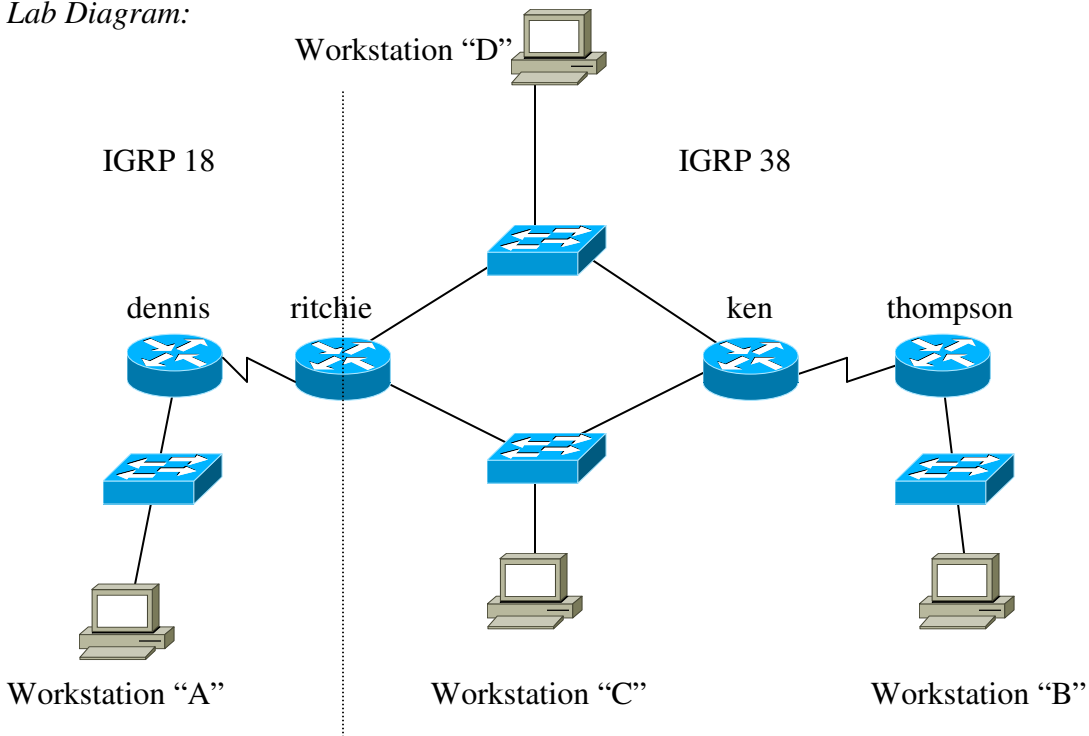 Lab Diagram:
Workstation “D”
IGRP 18
IGRP 38
dennis
ritchie
ken
thompson
Workstation “A”
Workstation “C”
Workstation “B”